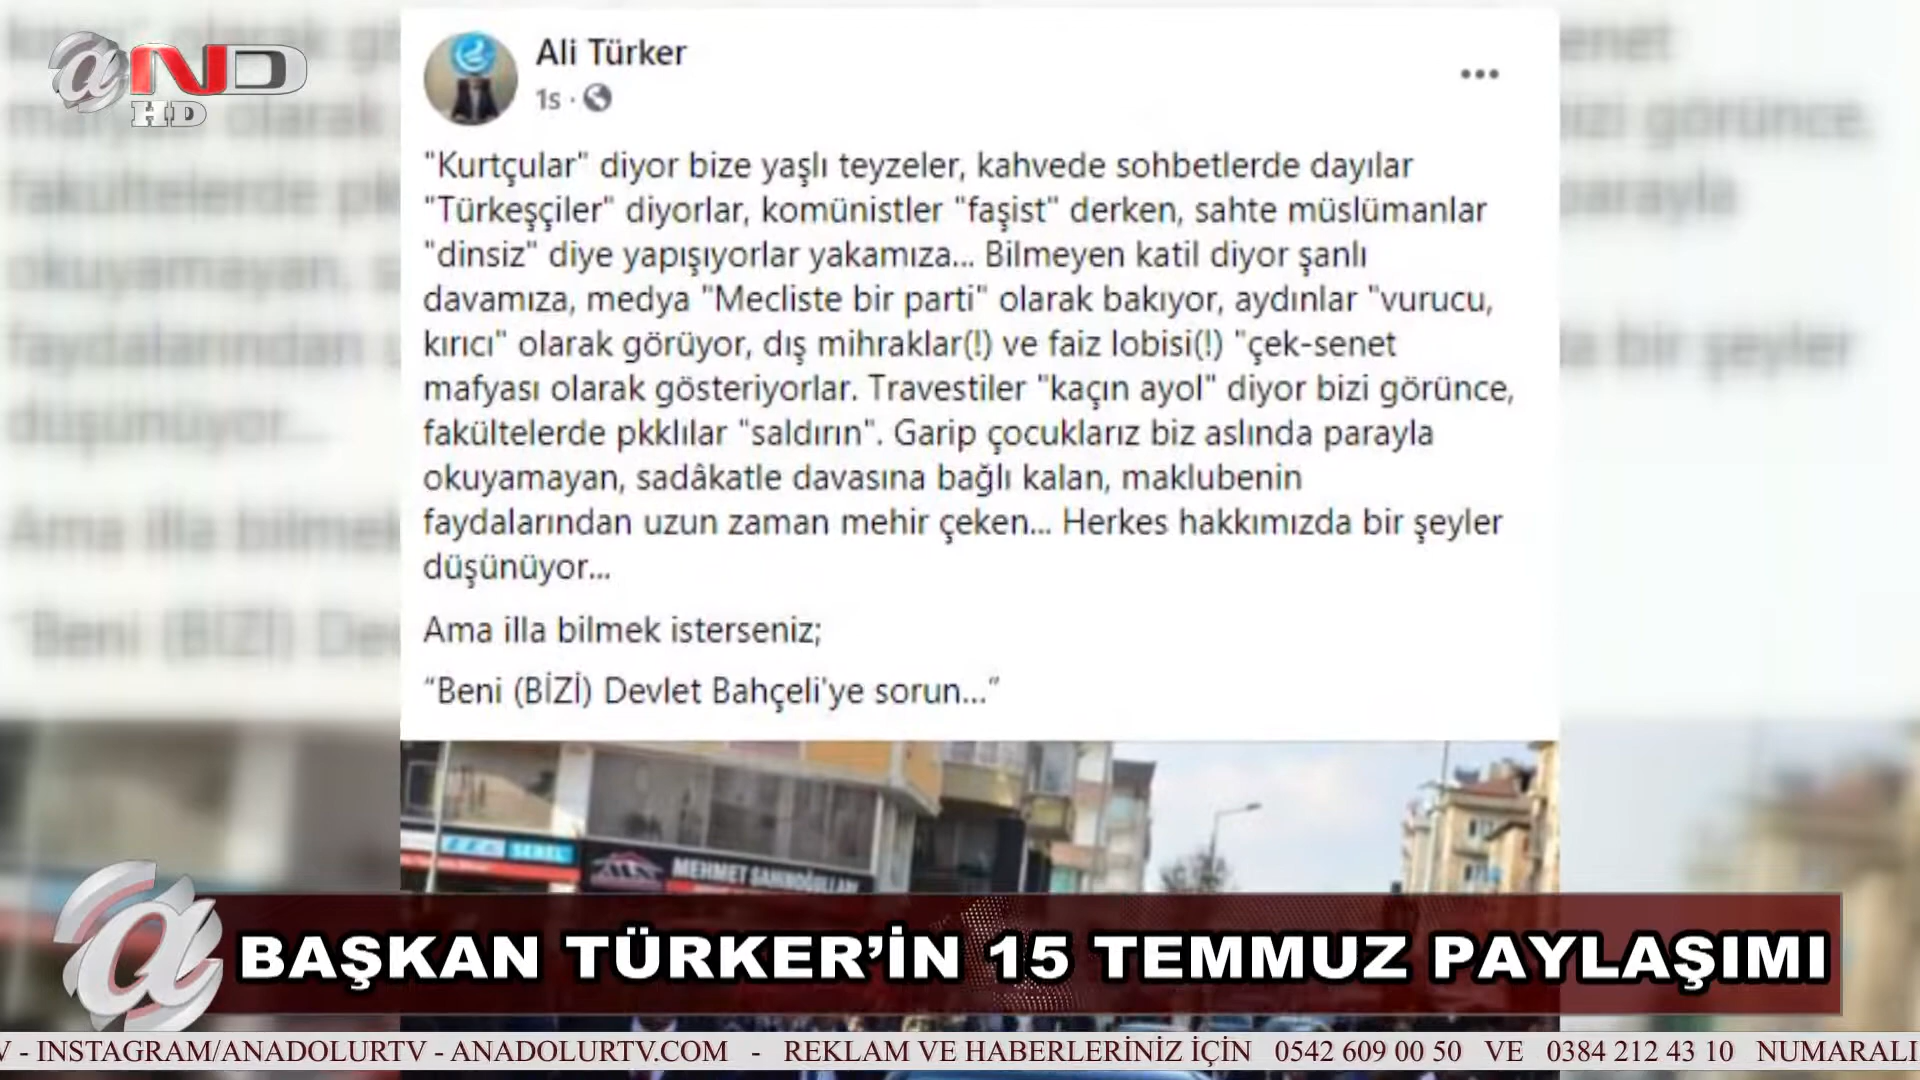 @ND
HD
Ali Türker
1s ·
"Kurtçular" diyor bize yaşlı teyzeler, kahvede sohbetlerde dayılar
"Türkeşçiler" diyorlar, komünistler "faşist" derken, sahte müslümanlar
"dinsiz" diye yapışıyorlar yakamıza... Bilmeyen katil diyor şanlı
davamıza, medya "Mecliste bir parti" olarak bakıyor, aydınlar "vurucu,
kırıcı" olarak görüyor, dış mihraklar(!) ve faiz lobisi(!) "çek-senet
mafyası olarak gösteriyorlar. Travestiler "kaçın ayol" diyor bizi görünce,
fakültelerde pkklılar "saldırın". Garip çocuklarız biz aslında parayla
okuyamayan, sadâkatle davasına bağlı kalan, maklubenin
faydalarından uzun zaman mehir çeken... Herkes hakkımızda bir şeyler
düşünüyor...
Ama illa bilmek isterseniz;
“Beni (BİZİ) Devlet Bahçeli'ye sorun...”
ŞENEL
MEHMET ŞAHİNOĞULLARI
BAŞKAN TÜRKER’İN 15 TEMMUZ PAYLAŞIMI
V - INSTAGRAM/ANADOLURTV - ANADOLURTV.COM - REKLAM VE HABERLERİNİZ İÇİN 0542 609 00 50 VE 0384 212 43 10 NUMARALI